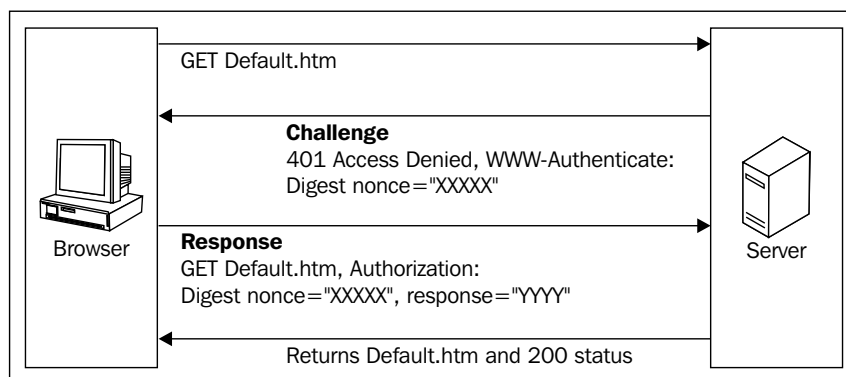 GET Default.htm
Challenge
401 Access Denied, WWW-Authenticate:
Digest nonce="XXXXX"
Browser
Response
GET Default.htm, Authorization:
Digest nonce="XXXXX", response="YYYY"
Server
Returns Default.htm and 200 status